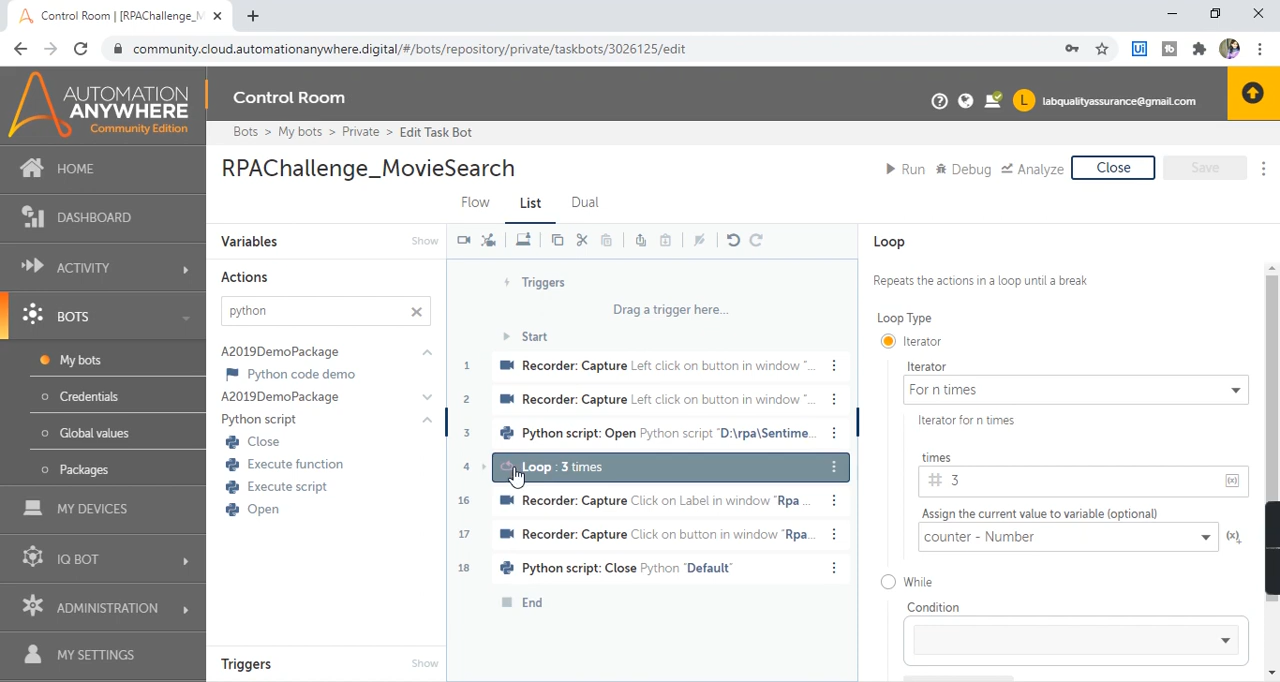 Control Room | [RPAChallenge_M
community.cloud.automationanywhere.digital/#/bots/repository/private/taskbots/3026125/edit
AUTOMATION
ANYWHERE
Community Edition
Control Room
L labqualityassurance@gmail.com
Bots > My bots > Private > Edit Task Bot
RPAChallenge_MovieSearch
Run Debug Analyze Close Save
Flow List Due
HOME
DASHBOARD
ACTIVITY
BOTS
My bots
Credentials
Global values
Packages
MY DEVICES
IQ BOT
ADMINISTRATION
MY SETTINGS
Variables Show
Actions
python
A2019DemoPackage
Python code demo
A2019DemoPackage
Python script
Close
Execute function
Execute script
Open
Triggers Show
Triggers
Drag a trigger here...
Start
1 Recorder: Capture Left click on button in window "...
2 Recorder: Capture Left click on button in window "...
3 Python script: Open Python script "D:\rpa\Sentime...
4 Loop : 3 times
16 Recorder: Capture Click on Label in window "Rpa ...
17 Recorder: Capture Click on button in window "Rpa...
18 Python script: Close Python "Default"
End
Loop
Repeats the actions in a loop until a break
Loop Type
Iterator
Iterator
For n times
Iterator for n times
times
# 3 (x)
Assign the current value to variable (optional)
counter - Number (x)+
While
Condition